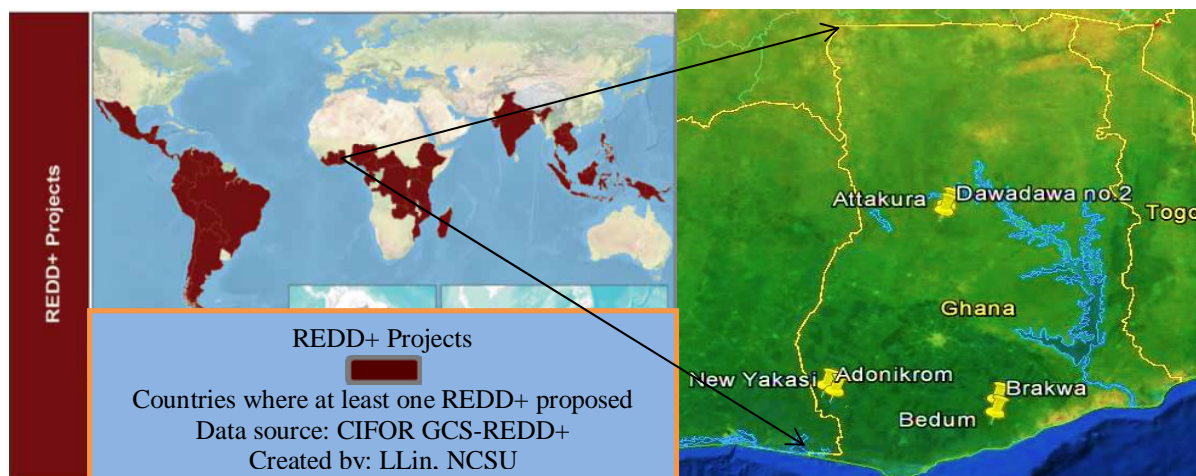 REDD+ Projects
REDD+ Projects
Countries where at least one REDD+ proposed
Data source: CIFOR GCS-REDD+
Created by: LLin, NCSU
Attakura
Dawadawa no.2
Togo
Ghana
New Yakasi
Adonikrom
Brakwa
Bedum